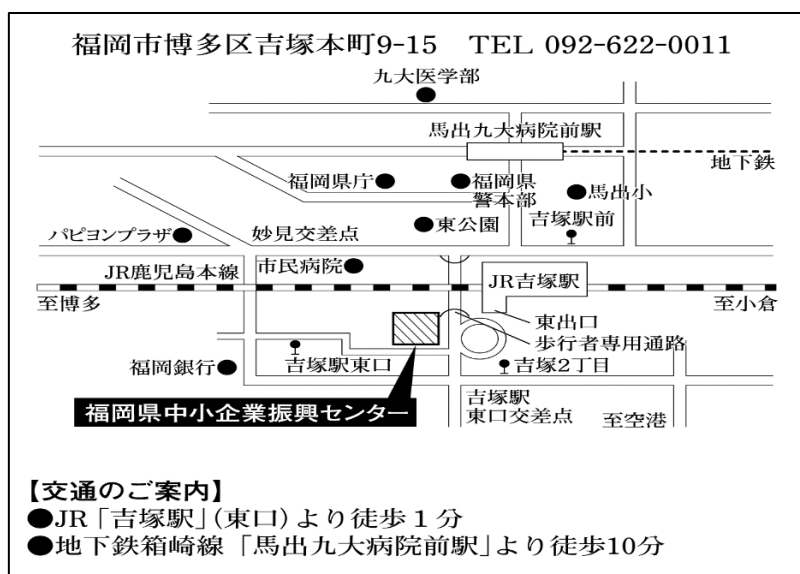 福岡市博多区吉塚本町9-15　TEL 092-622-0011
九大医学部
馬出九大病院前駅
地下鉄
福岡県庁
福岡県
警本部
馬出小
東公園
吉塚駅前
パピヨンプラザ
妙見交差点
JR鹿児島本線
市民病院
JR吉塚駅
至博多
至小倉
東出口
歩行者専用通路
福岡銀行
吉塚駅東口
吉塚2丁目
福岡県中小企業振興センター
吉塚駅
東口交差点
至空港
【交通のご案内】
●JR「吉塚駅」(東口)より徒歩1分
●地下鉄箱崎線「馬出九大病院前駅」より徒歩10分